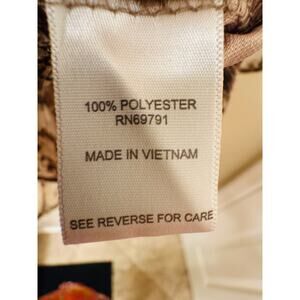 100% POLYESTER
RN69791
MADE IN VIETNAM
SEE REVERSE FOR CARE